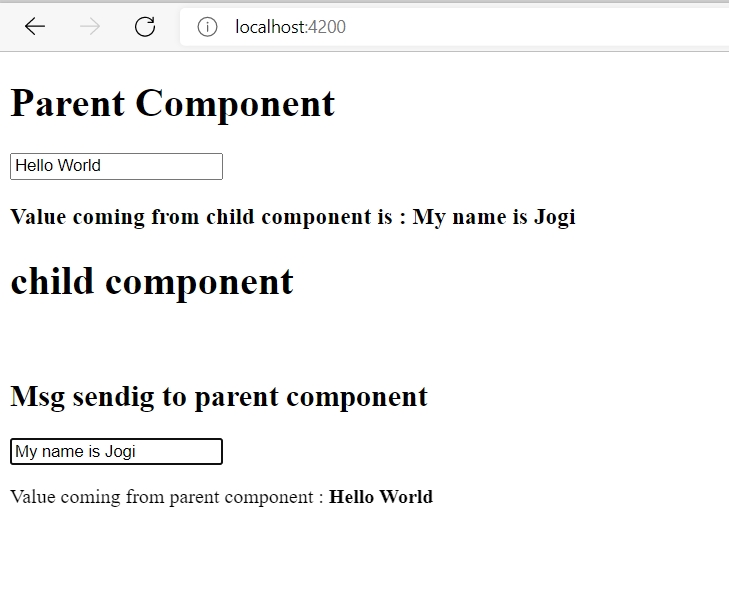 localhost:4200
Parent Component
Hello World
Value coming from child component is : My name is Jogi
child component
Msg sendig to parent component
My name is Jogi
Value coming from parent component : Hello World